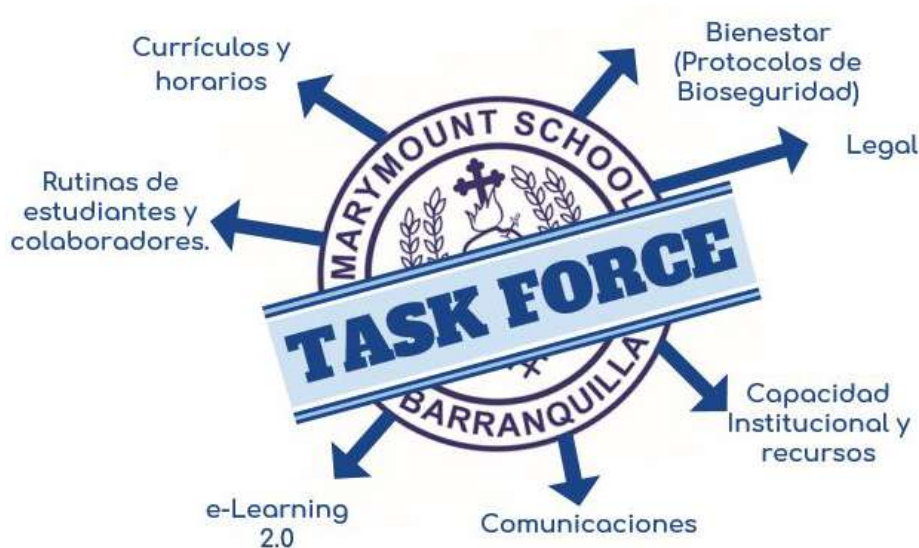 Currículos y
horarios
Bienestar
(Protocolos de
Bioseguridad)
Legal
Rutinas de
estudiantes y
colaboradores.
MARYMOUNT SCHOOL
TASK FORCE
BARRANQUILLA
Capacidad
Institucional y
recursos
e-Learning
2.0
Comunicaciones